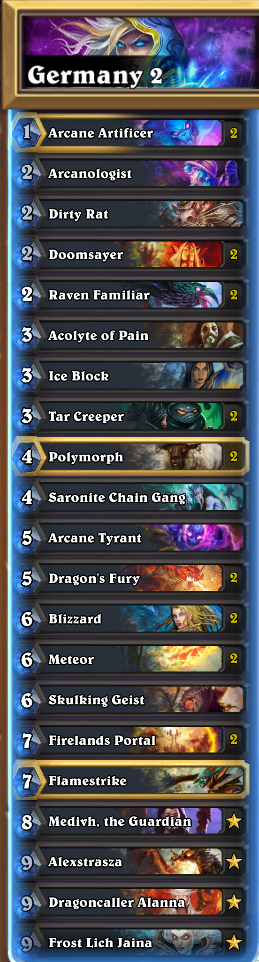 Germany 2
1 Arcane Artificer 2
2 Arcanologist
2 Dirty Rat 2
2 Doomsayer 2
2 Raven Familiar 2
3 Acolyte of Pain
3 Ice Block
3 Tar Creeper 2
4 Polymorph 2
4 Saronite Chain Gang
5 Arcane Tyrant
5 Dragon's Fury 2
6 Blizzard 2
6 Meteor 2
6 Skulking Geist
7 Firelands Portal 2
7 Flamestrike
8 Medivh, the Guardian
9 Alexstrasza
9 Dragoncaller Alanna
9 Frost Lich Jaina